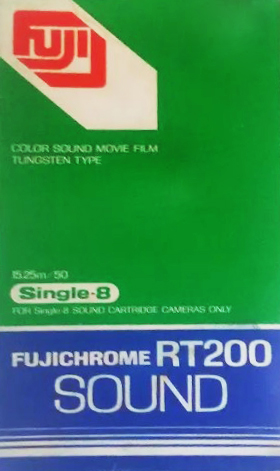 FUJI
COLOR SOUND MOVIE FILM
TUNGSTEN TYPE
15.25m/50
Single-8
FOR Single-8 SOUND CARTRIDGE CAMERAS ONLY
FUJICHROME RT200
SOUND